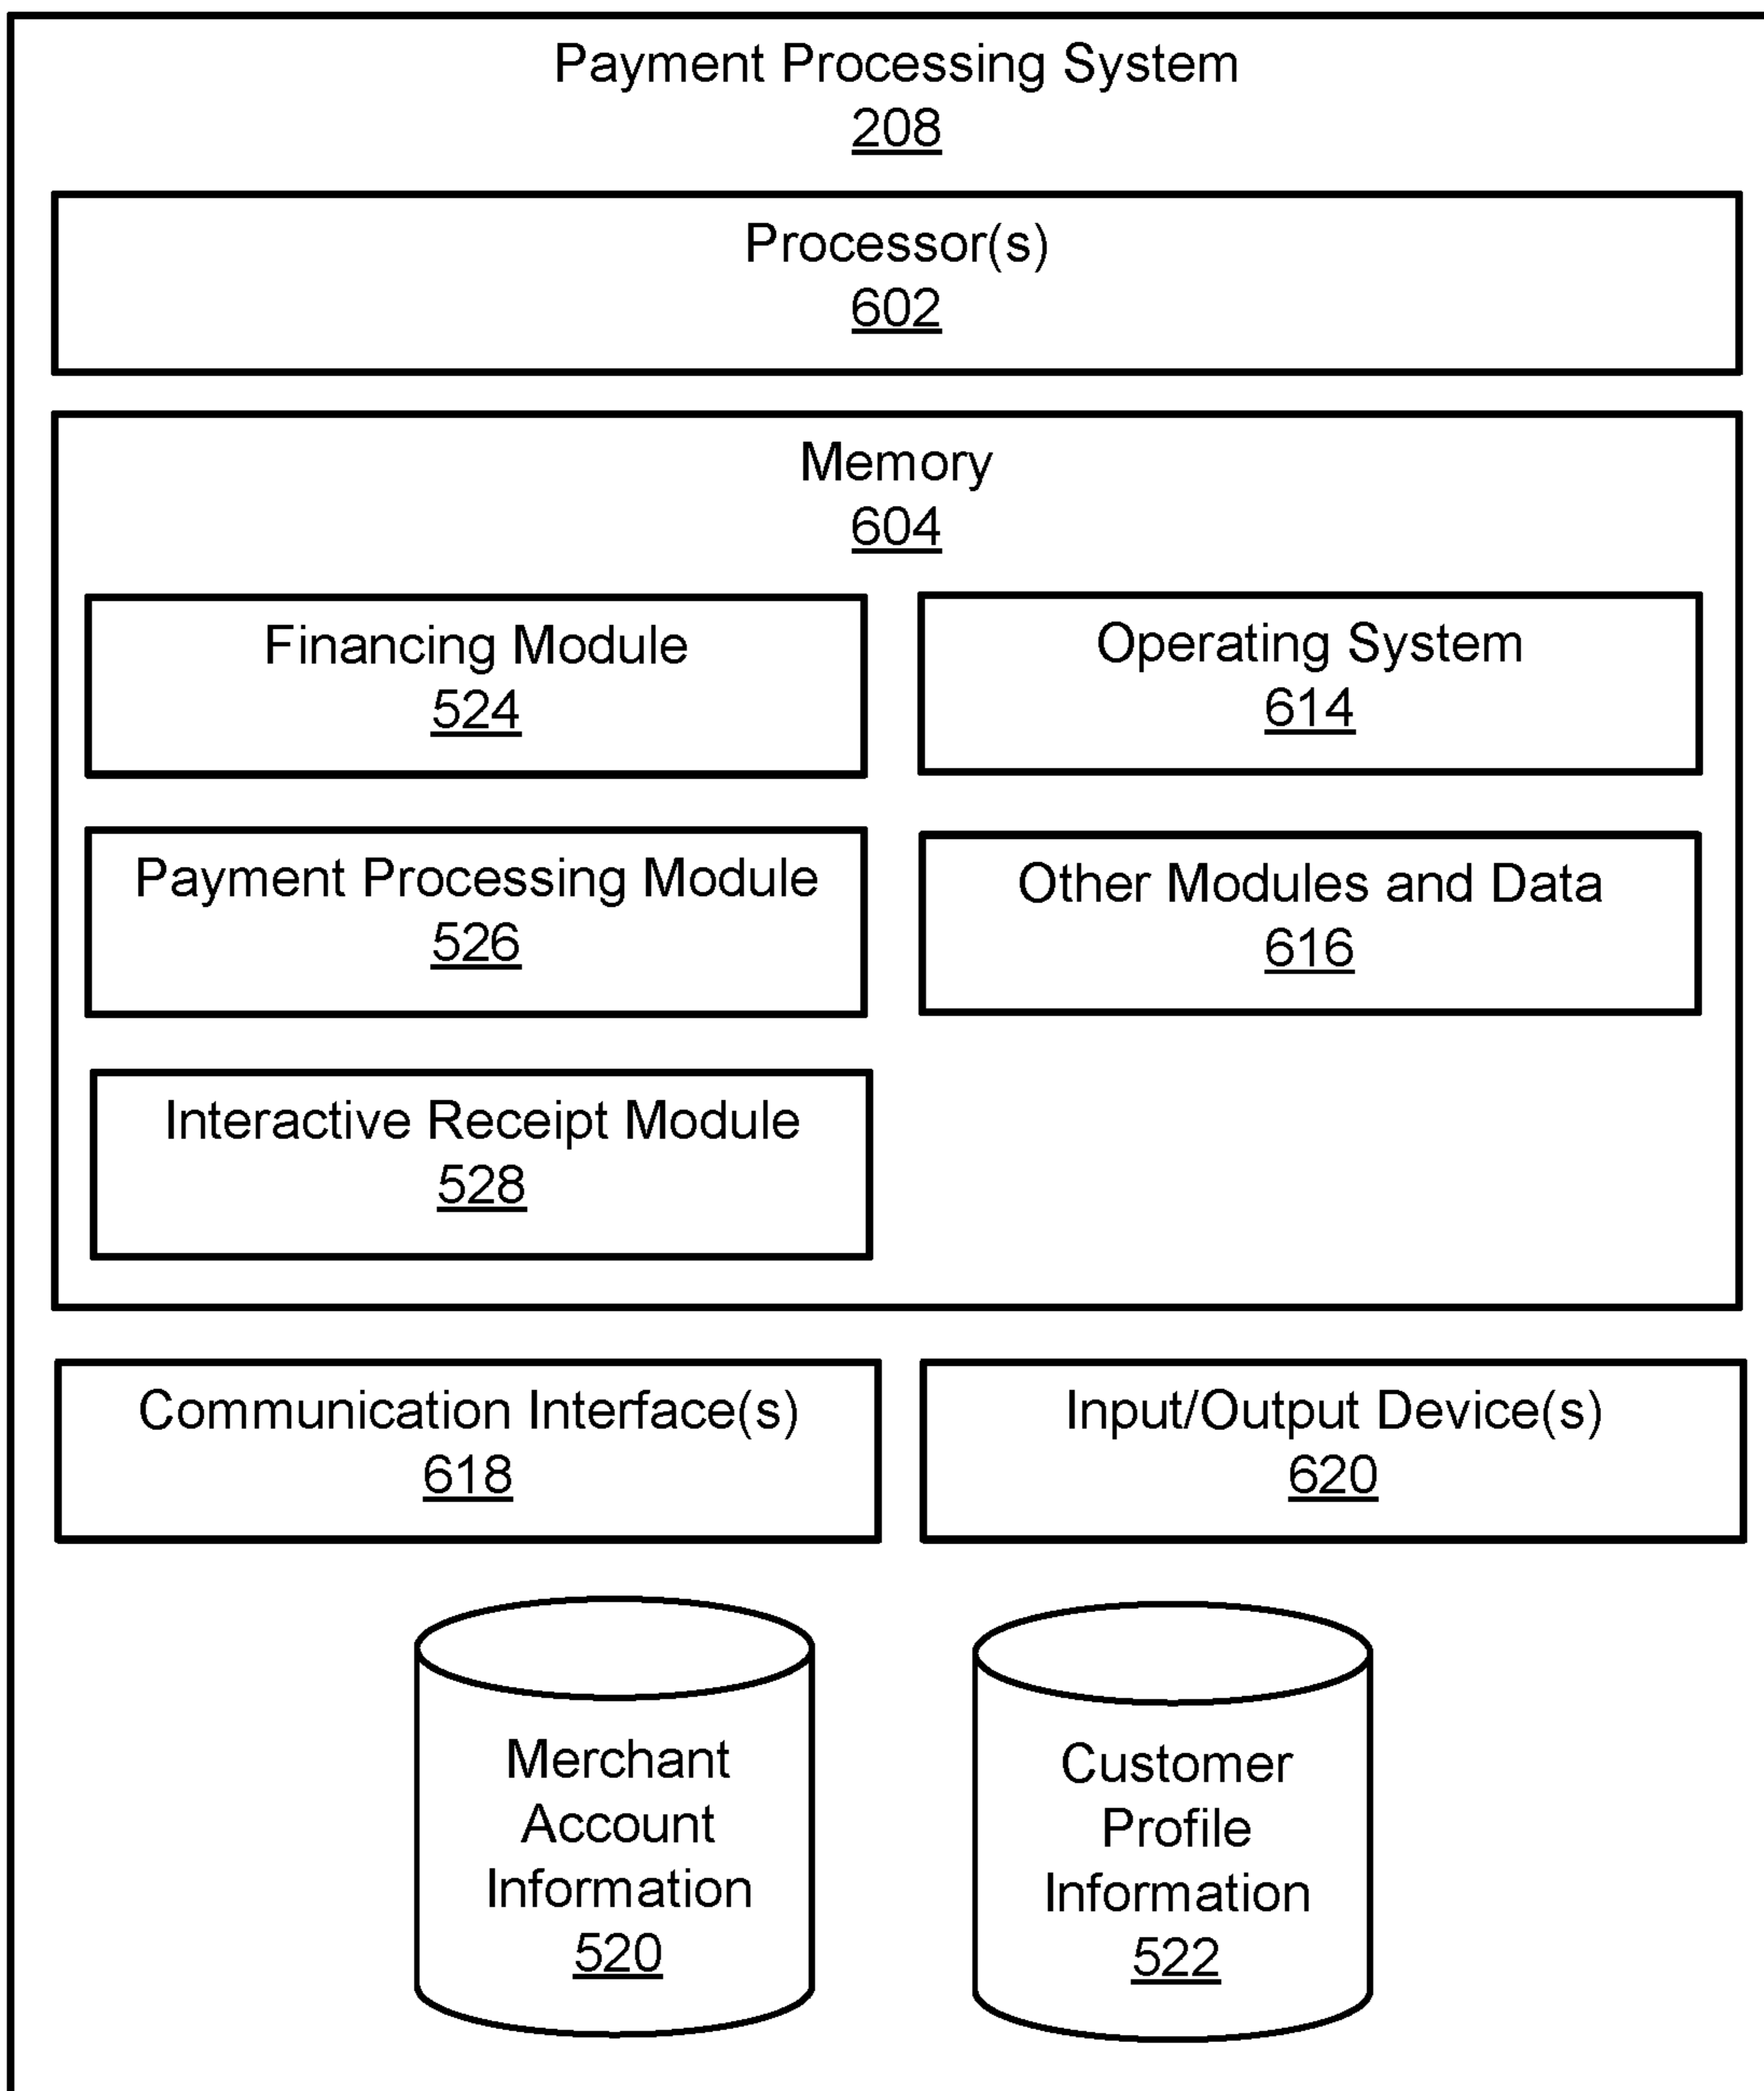 Payment Processing System
208
Processor(s)
602
Memory
604
Financing Module
524
Operating System
614
Payment Processing Module
526
Other Modules and Data
616
Interactive Receipt Module
528
Communication Interface(s)
618
Input/Output Device(s)
620
Merchant
Account
Information
520
Customer
Profile
Information
522